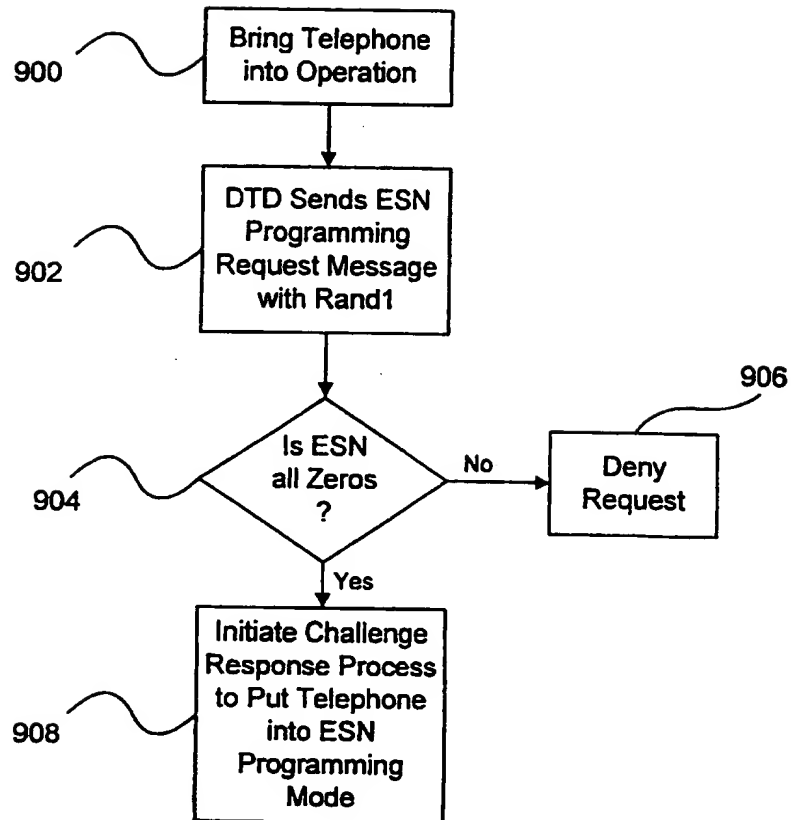 Bring Telephone
into Operation
900
DTD Sends ESN
Programming
Request Message
with Rand1
902
906
Is ESN
all Zeros
?
904
No
Deny
Request
Yes
Initiate Challenge
Response Process
to Put Telephone
into ESN
Programming
Mode
908